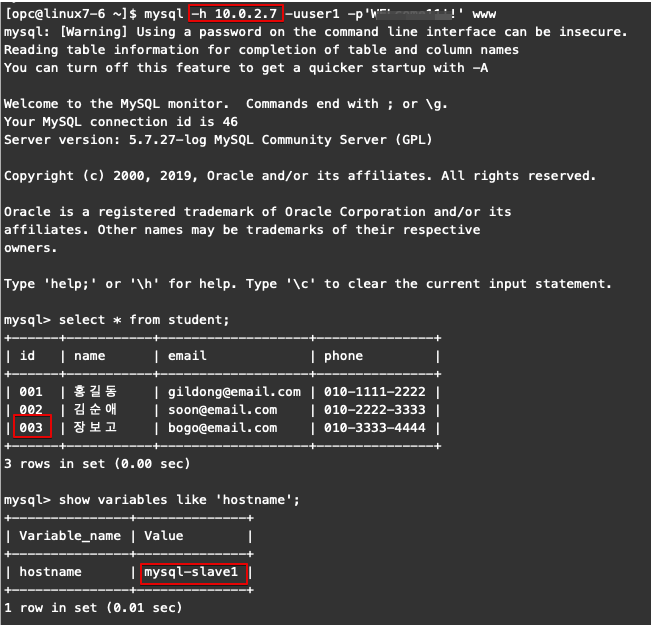 [opc@linux7-6 ~]$ mysql -h 10.0.2.7 -uuser1 -p' !' www
mysql: [Warning] Using a password on the command line interface can be insecure.
Reading table information for completion of table and column names
You can turn off this feature to get a quicker startup with -A
Welcome to the MySQL monitor.  Commands end with ; or \g.
Your MySQL connection id is 46
Server version: 5.7.27-log MySQL Community Server (GPL)
Copyright (c) 2000, 2019, Oracle and/or its affiliates. All rights reserved.
Oracle is a registered trademark of Oracle Corporation and/or its
affiliates. Other names may be trademarks of their respective
owners.
Type 'help;' or '\h' for help. Type '\c' to clear the current input statement.
mysql> select * from student;
+------+-----------+-------------------+---------------+
| id   | name      | email             | phone         |
+------+-----------+-------------------+---------------+
| 001  | 홍길동 | gildong@email.com | 010-1111-2222 |
| 002  | 김순애 | soon@email.com    | 010-2222-3333 |
| 003  | 장보고 | bogo@email.com    | 010-3333-4444 |
+------+-----------+-------------------+---------------+
3 rows in set (0.00 sec)
mysql> show variables like 'hostname';
+---------------+--------------+
| Variable_name | Value        |
+---------------+--------------+
| hostname      | mysql-slave1 |
+---------------+--------------+
1 row in set (0.01 sec)